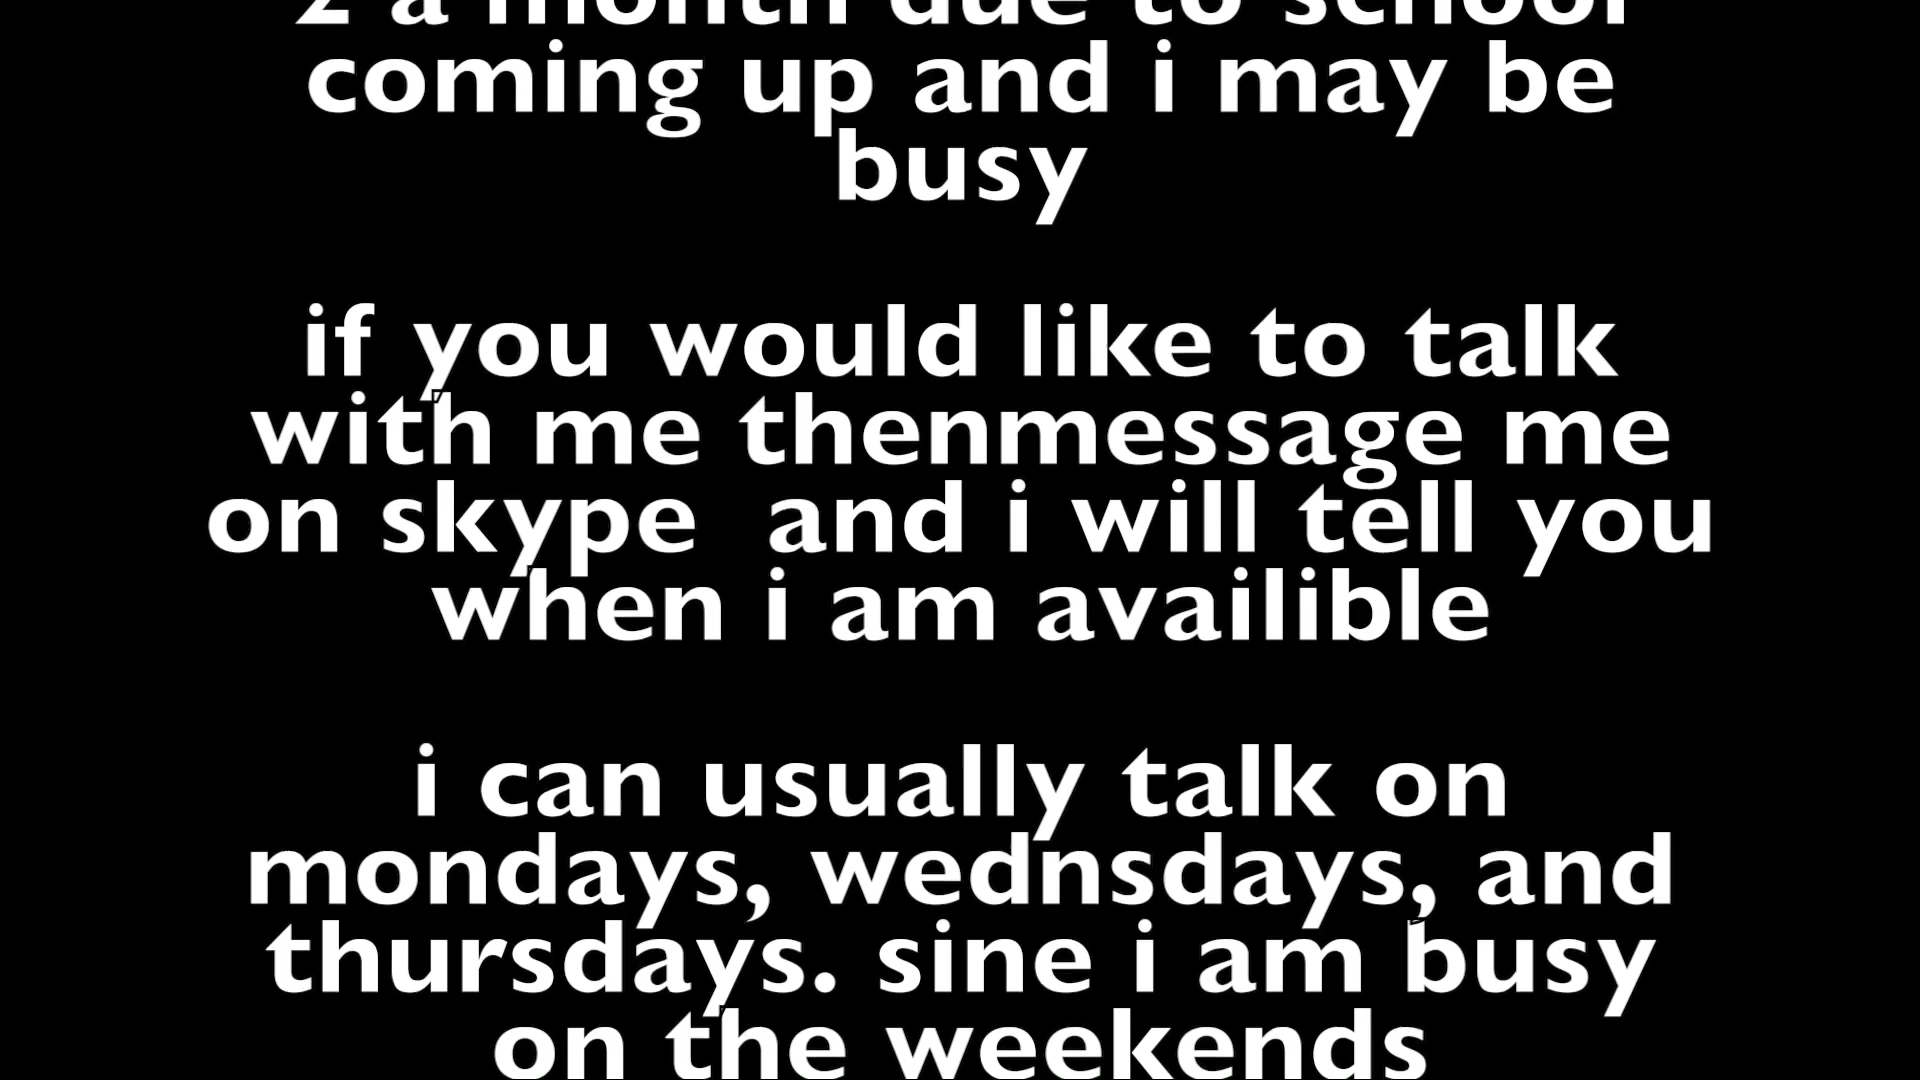 2 a month due to school
coming up and i may be
busy
if you would like to talk
with me thenmessage me
on skype  and i will tell you
when i am availible
i can usually talk on
mondays, wednsdays, and
thursdays. sine i am busy
on the weekends